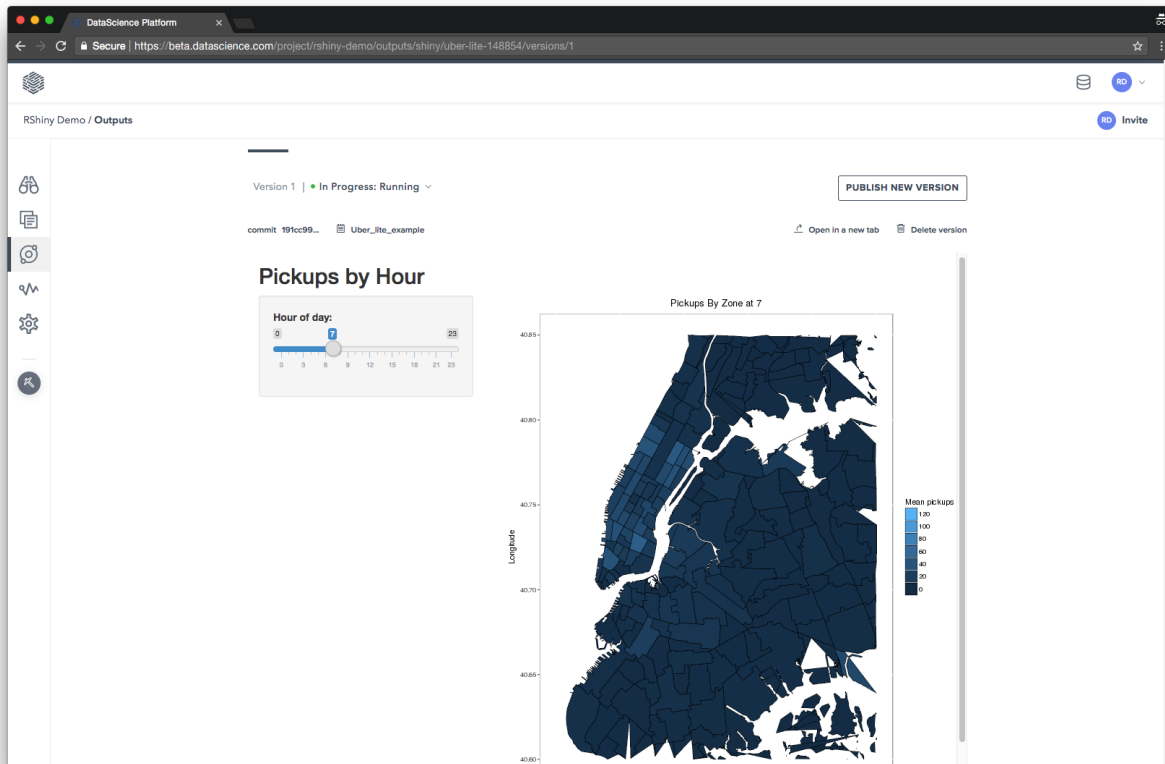 DataScience Platform
Secure | https://beta.datascience.com/project/rshiny-demo/outputs/shiny/uber-lite-148854/versions/1
RD
RShiny Demo / Outputs
RD Invite
Version 1 | In Progress: Running
PUBLISH NEW VERSION
commit 191cc99... Uber_lite_example
Open in a new tab Delete version
Pickups by Hour
Hour of day:
0 7 23
0 3 6 9 12 15 18 21 23
Pickups By Zone at 7
40.85
40.80
40.75
40.70
40.65
40.60
Longitude
Mean pickups
120
100
80
60
40
20
0